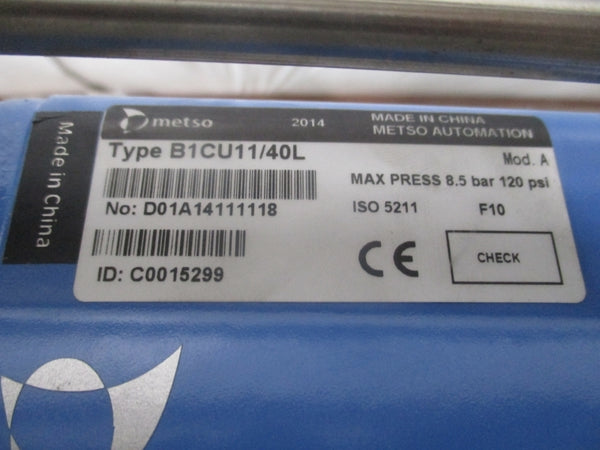 metso 2014 MADE IN CHINA
METSO AUTOMATION
Type B1CU11/40L
Mod. A
MAX PRESS 8.5 bar 120 psi
No: D01A14111118
ISO 5211 F10
CE
CHECK
ID: C0015299
Made in China